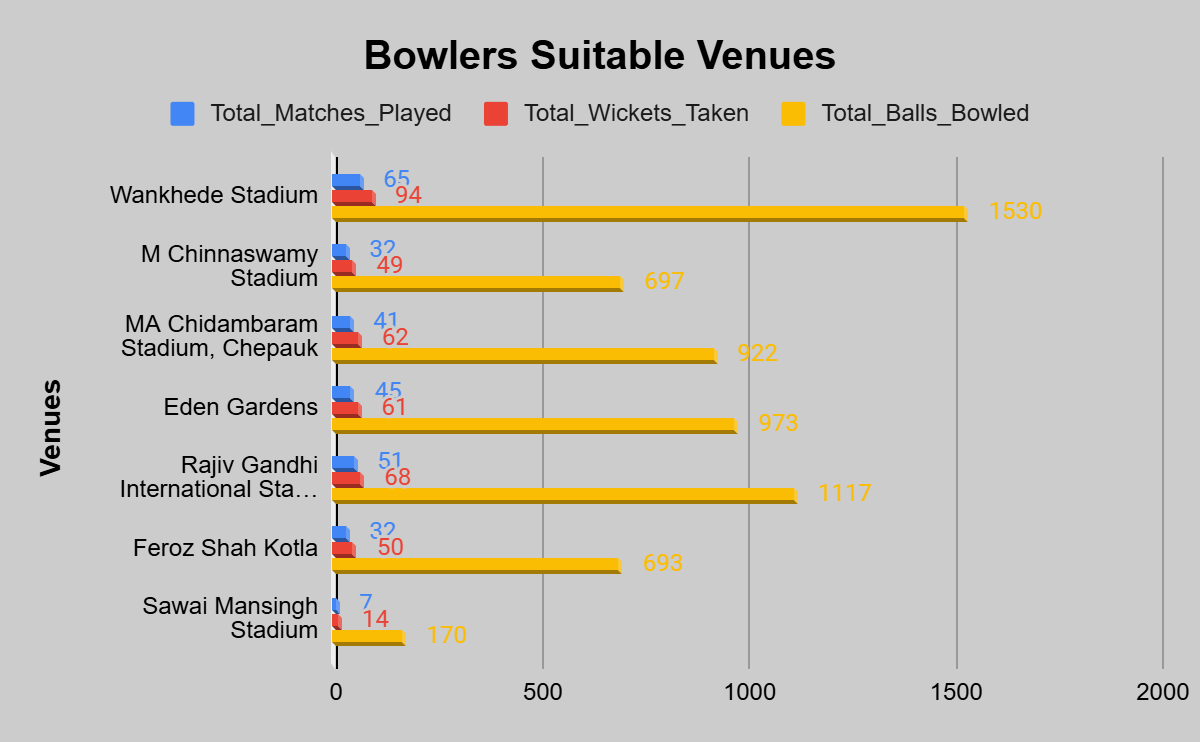 Bowlers Suitable Venues
Total_Matches_Played Total_Wickets_Taken Total_Balls_Bowled
Venues
Wankhede Stadium
65
94
1530
M Chinnaswamy
Stadium
32
49
697
MA Chidambaram
Stadium, Chepauk
41
62
922
Eden Gardens
45
61
973
Rajiv Gandhi
International Sta…
51
68
1117
Feroz Shah Kotla
32
50
693
Sawai Mansingh
Stadium
7
14
170
0 500 1000 1500 2000